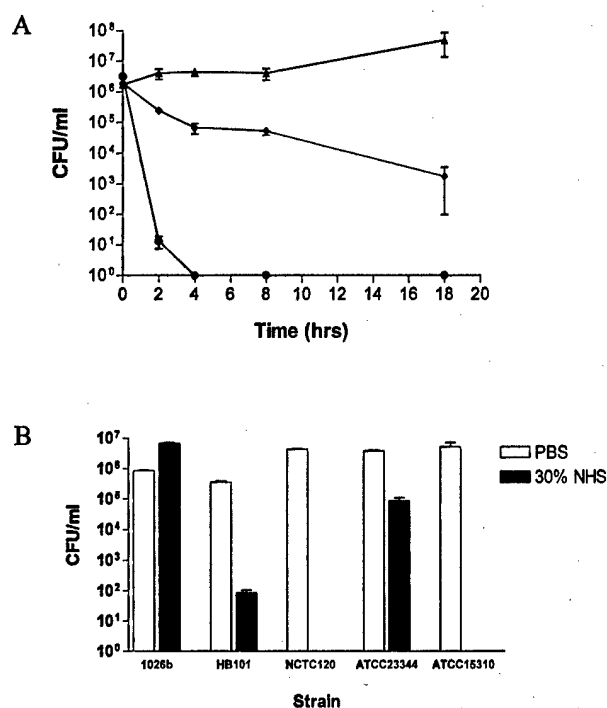 A
CFU/ml
10⁸
10⁷
10⁶
10⁵
10⁴
10³
10²
10¹
10⁰
0 2 4 6 8 10 12 14 16 18 20
Time (hrs)
B
CFU/ml
10⁷
10⁶
10⁵
10⁴
10³
10²
10¹
10⁰
PBS
30% NHS
1026b HB101 NCTC120 ATCC23344 ATCC15310
Strain